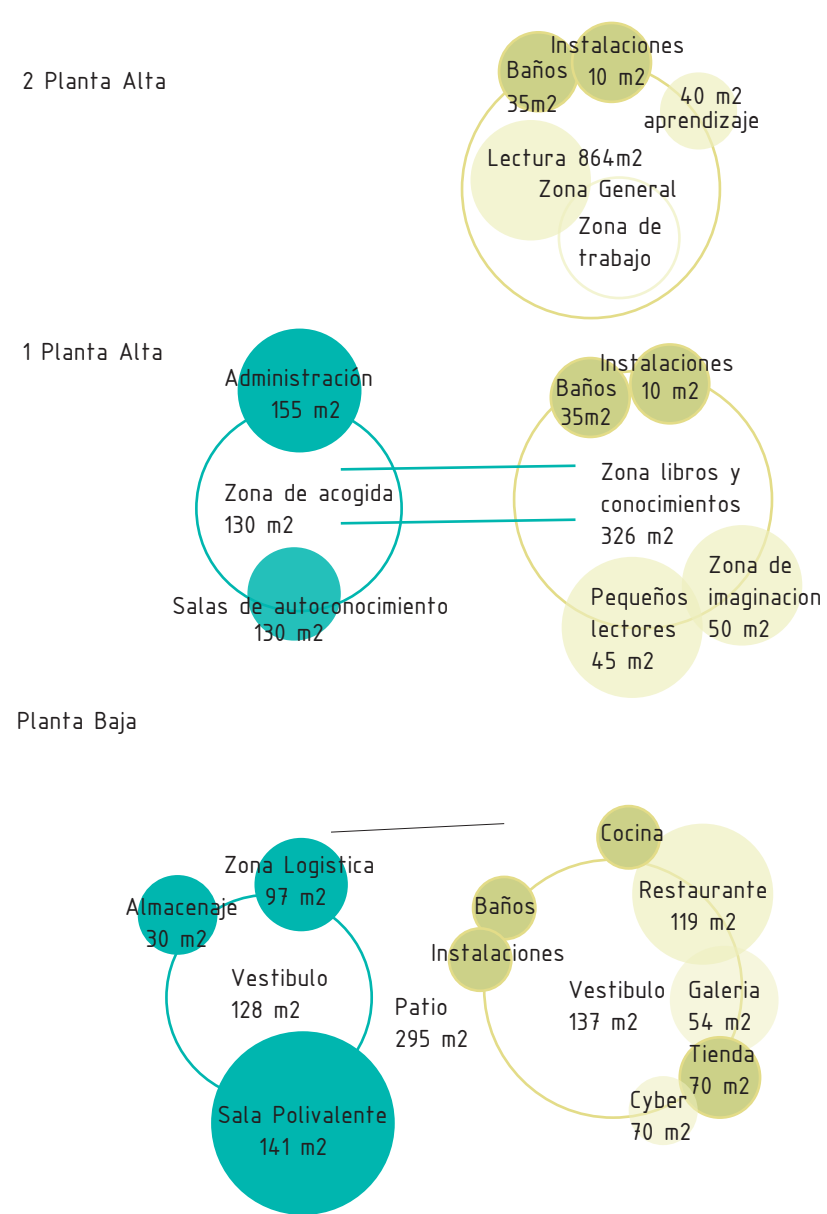 2 Planta Alta
Instalaciones
10 m2
Baños
35m2
40 m2
aprendizaje
Lectura 864m2
Zona General
Zona de
trabajo
1 Planta Alta
Administración
155 m2
Zona de acogida
130 m2
Salas de autoconocimiento
130 m2
Instalaciones
10 m2
Baños
35m2
Zona libros y
conocimientos
326 m2
Zona de
imaginacion
50 m2
Pequeños
lectores
45 m2
Planta Baja
Zona Logistica
97 m2
Almacenaje
30 m2
Vestibulo
128 m2
Sala Polivalente
141 m2
Patio
295 m2
Cocina
Restaurante
119 m2
Baños
Instalaciones
Vestibulo
137 m2
Galeria
54 m2
Tienda
70 m2
Cyber
70 m2